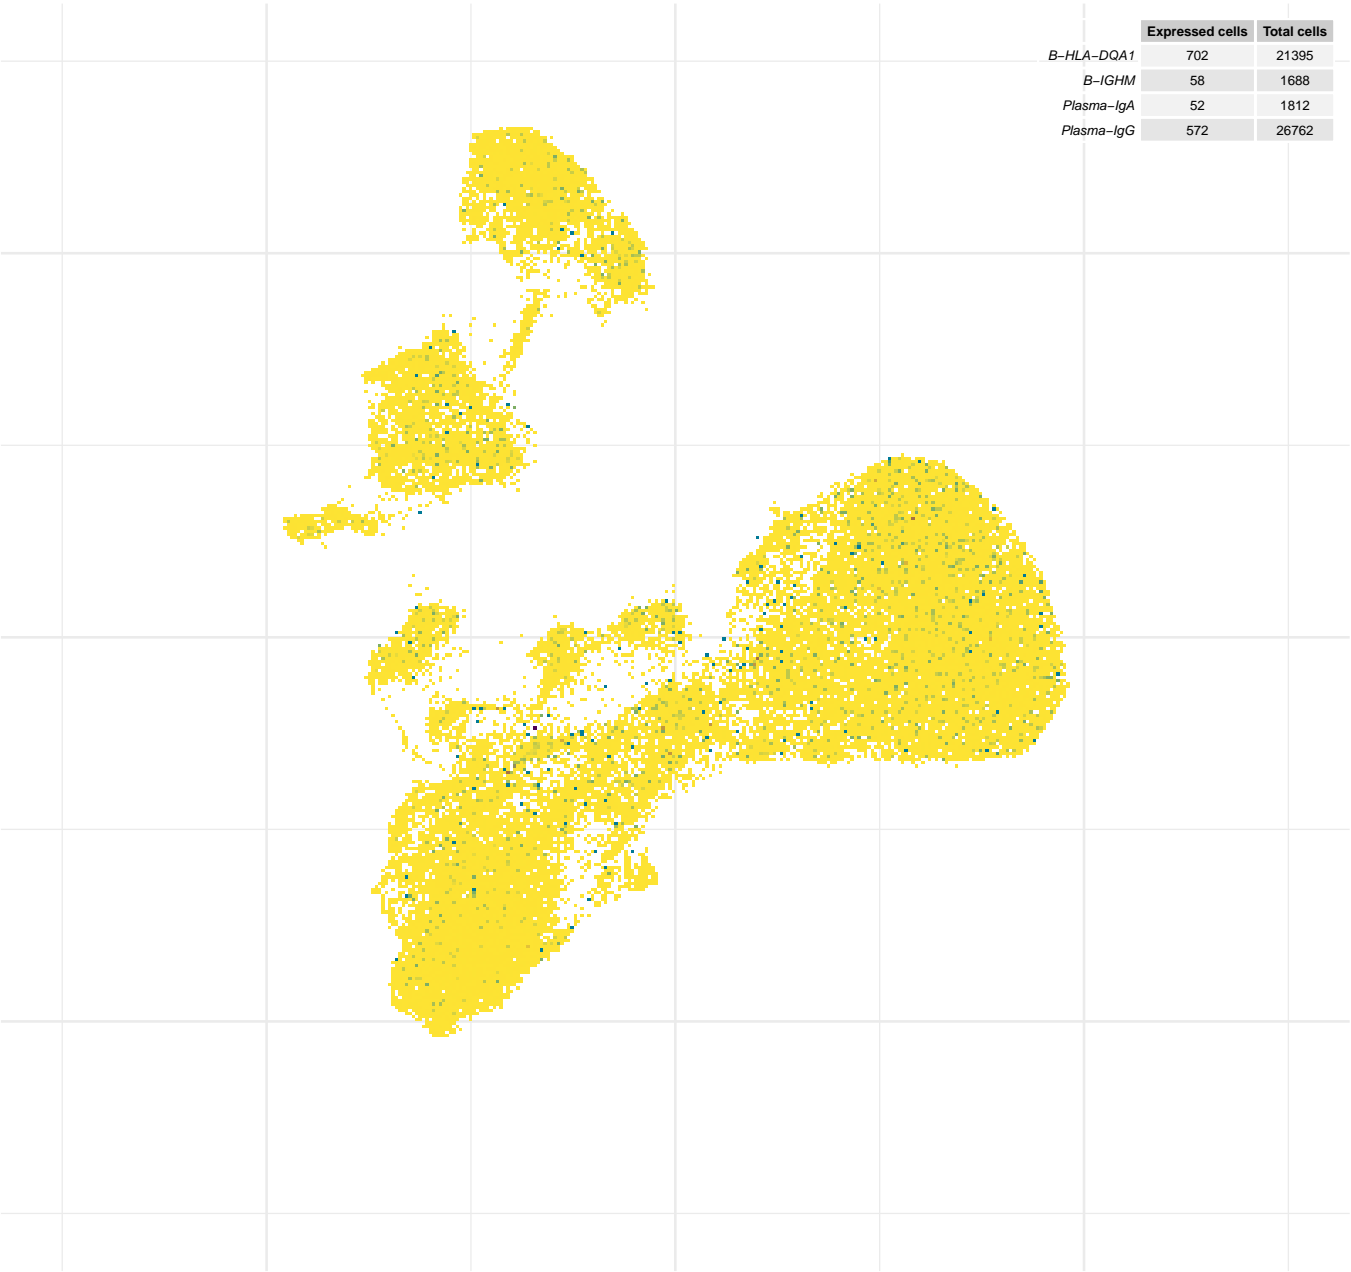 Expressed cells Total cells
B−HLA−DQA1 702 21395
B−IGHM 58 1688
Plasma−IgA 52 1812
Plasma−IgG 572 26762